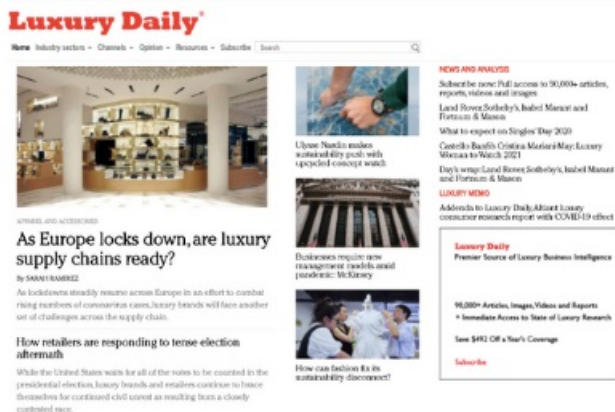 Luxury Daily®
Home Industry sectors Channels Opinion Resources Subscribe Search
APPAREL AND ACCESSORIES
As Europe locks down, are luxury
supply chains ready?
By SARAH RAMIREZ
As lockdowns steadily resume across Europe in an effort to combat
rising numbers of coronavirus cases, luxury brands will face another
set of challenges across the supply chain.
How retailers are responding to tense election
aftermath
While the United States waits for all of the votes to be counted in the
presidential election, luxury brands and retailers continue to brace
themselves for continued civil unrest as resulting from a closely
contested race.
Ulysse Nardin makes
sustainability push with
upcycled concept watch
Businesses require new
management models amid
pandemic: McKinsey
How can fashion fix its
sustainability disconnect?
NEWS AND ANALYSIS
Subscribe now: Full access to 90,000+ articles,
reports, videos and images
Land Rover, Sotheby's, Isabel Marant and
Fortnum & Mason
What to expect on Singles' Day 2020
Castello Banfi's Cristina Mariani-May: Luxury
Woman to Watch 2021
Day's wrap: Land Rover, Sotheby's, Isabel Marant
and Fortnum & Mason
LUXURY MEMO
Addenda to Luxury Daily, Altiant luxury
consumer research report with COVID-19 effect
Luxury Daily
Premier Source of Luxury Business Intelligence
90,000+ Articles, Images, Videos and Reports
+ Immediate Access to State of Luxury Research
Save $492 Off a Year's Coverage
Subscribe